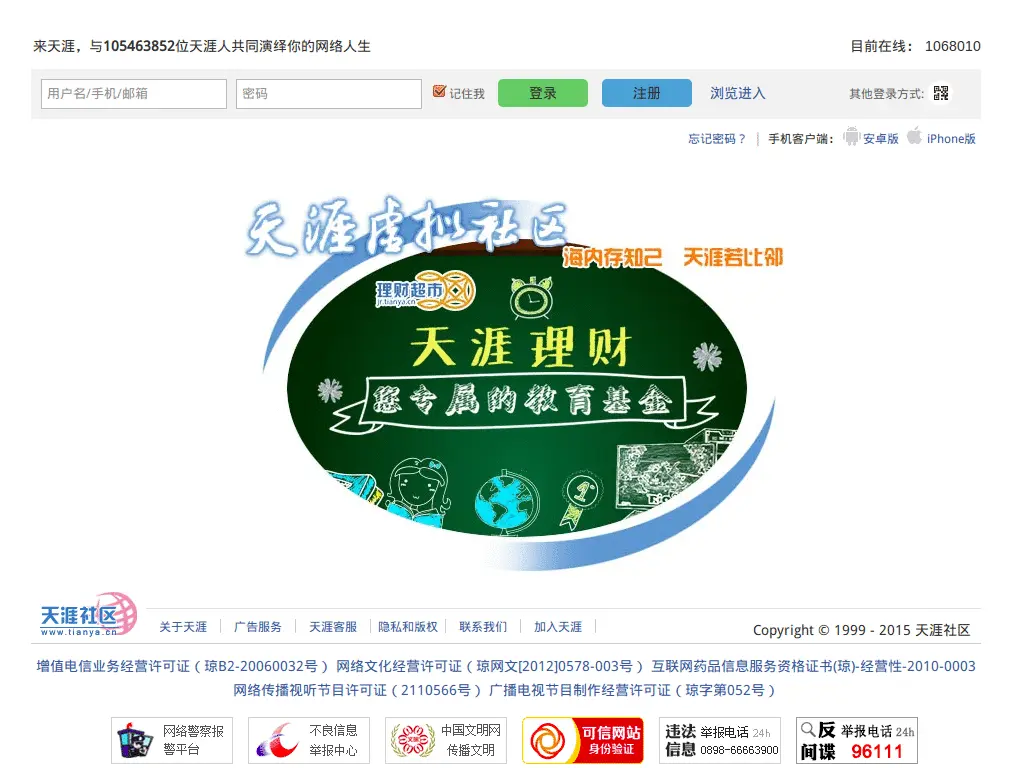 来天涯，与105463852位天涯人共同演绎你的网络人生
目前在线： 1068010
用户名/手机/邮箱 密码 记住我 登录 注册 浏览进入 其他登录方式:
忘记密码？ | 手机客户端： 安卓版 iPhone版
天涯虚拟社区
海内存知己 天涯若比邻
理财超市
jr.tianya.cn
天涯理财
您专属的教育基金
1
天涯社区
www.tianya.cn
关于天涯 广告服务 天涯客服 隐私和版权 联系我们 加入天涯
Copyright © 1999 - 2015 天涯社区
增值电信业务经营许可证（琼B2-20060032号） 网络文化经营许可证（琼网文[2012]0578-003号） 互联网药品信息服务资格证书(琼)-经营性-2010-0003
网络传播视听节目许可证（2110566号） 广播电视节目制作经营许可证（琼字第052号）
网络警察报
警平台
不良信息
举报中心
中国文明网
传播文明
可信网站
身份验证
违法 举报电话 24h
信息 0898-66663900
反 举报电话 24h
间谍 96111